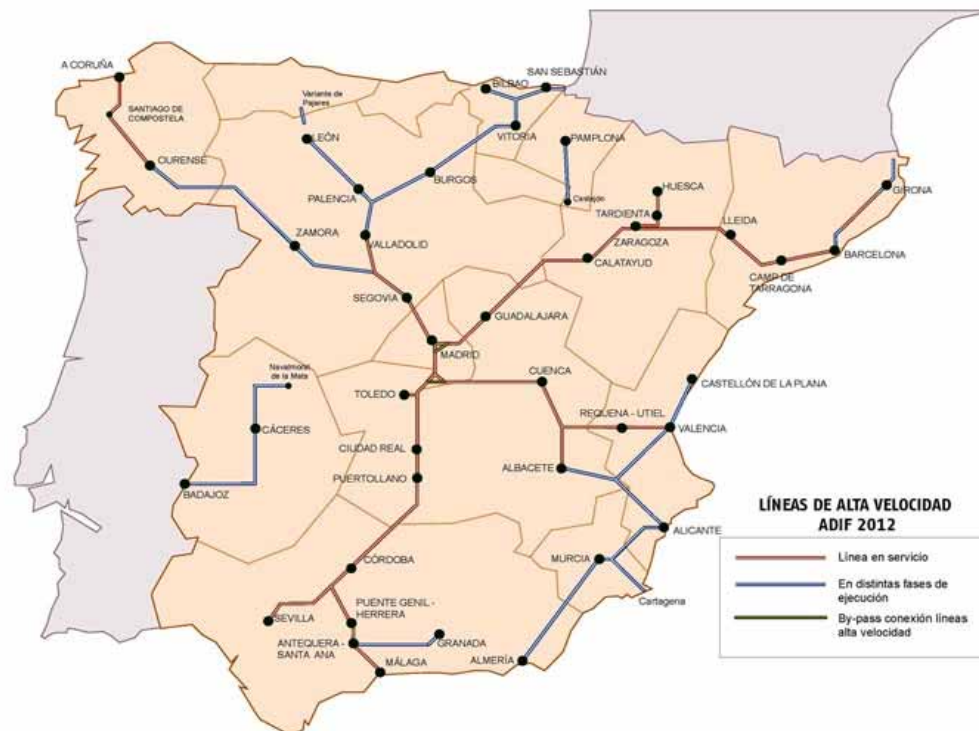 A CORUÑA
SANTIAGO DE
COMPOSTELA
OURENSE
Variante de
Pajares
LEÓN
PALENCIA
BURGOS
BILBAO
SAN SEBASTIÁN
VITORIA
PAMPLONA
Castejón
HUESCA
TARDIENTA
ZARAGOZA
LLEIDA
GIRONA
BARCELONA
CAMP DE
TARRAGONA
CALATAYUD
ZAMORA
VALLADOLID
SEGOVIA
GUADALAJARA
MADRID
Navalmoral
de la Mata
TOLEDO
CUENCA
CASTELLÓN DE LA PLANA
REQUENA - UTIEL
VALENCIA
CÁCERES
CIUDAD REAL
ALBACETE
PUERTOLLANO
BADAJOZ
ALICANTE
MURCIA
Cartagena
CÓRDOBA
SEVILLA
PUENTE GENIL -
HERRERA
ANTEQUERA -
SANTA ANA
GRANADA
MÁLAGA
ALMERÍA
LÍNEAS DE ALTA VELOCIDAD
ADIF 2012
Línea en servicio
En distintas fases de
ejecución
By-pass conexión líneas
alta velocidad